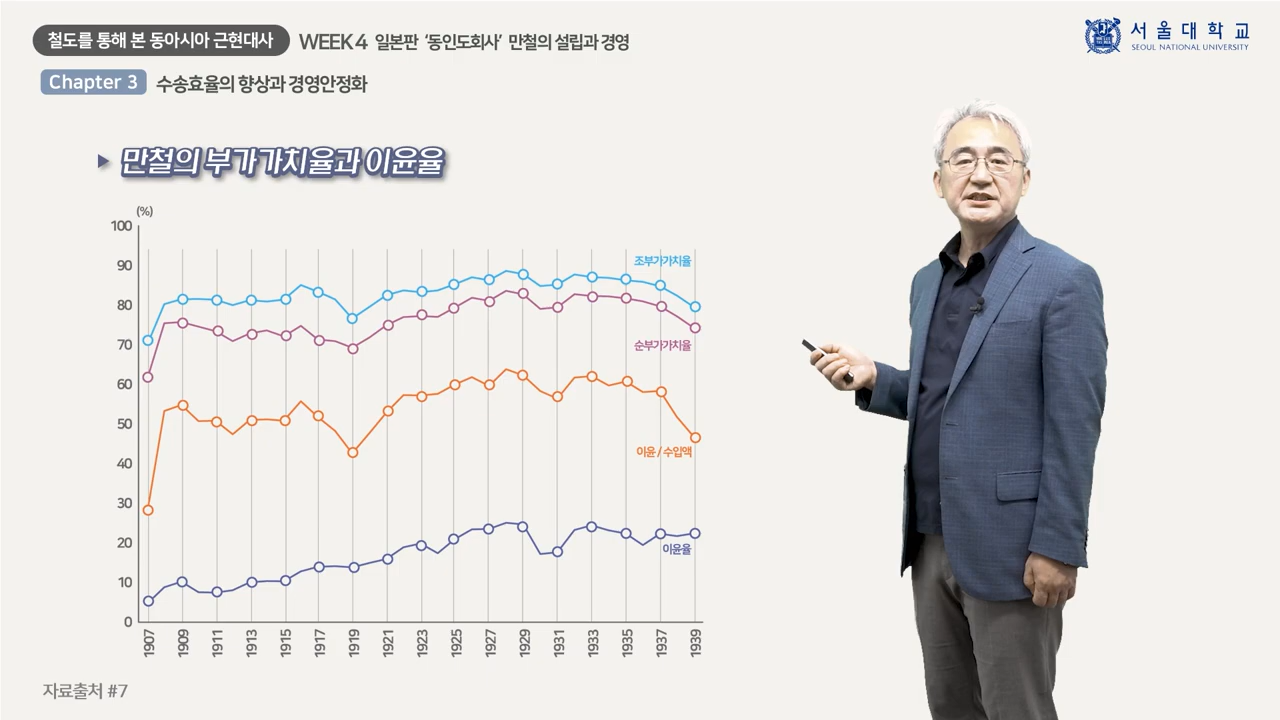 철도를 통해 본 동아시아 근현대사 WEEK 4 일본판 ‘동인도회사’ 만철의 설립과 경영
서울대학교
SEOUL NATIONAL UNIVERSITY
Chapter 3 수송효율의 향상과 경영안정화
▶ 만철의 부가가치율과 이윤율
(%)
100
90
80
70
60
50
40
30
20
10
0
조부가가치율
순부가가치율
이윤 / 수입액
이윤율
1907 1909 1911 1913 1915 1917 1919 1921 1923 1925 1927 1929 1931 1933 1935 1937 1939
자료출처 #7